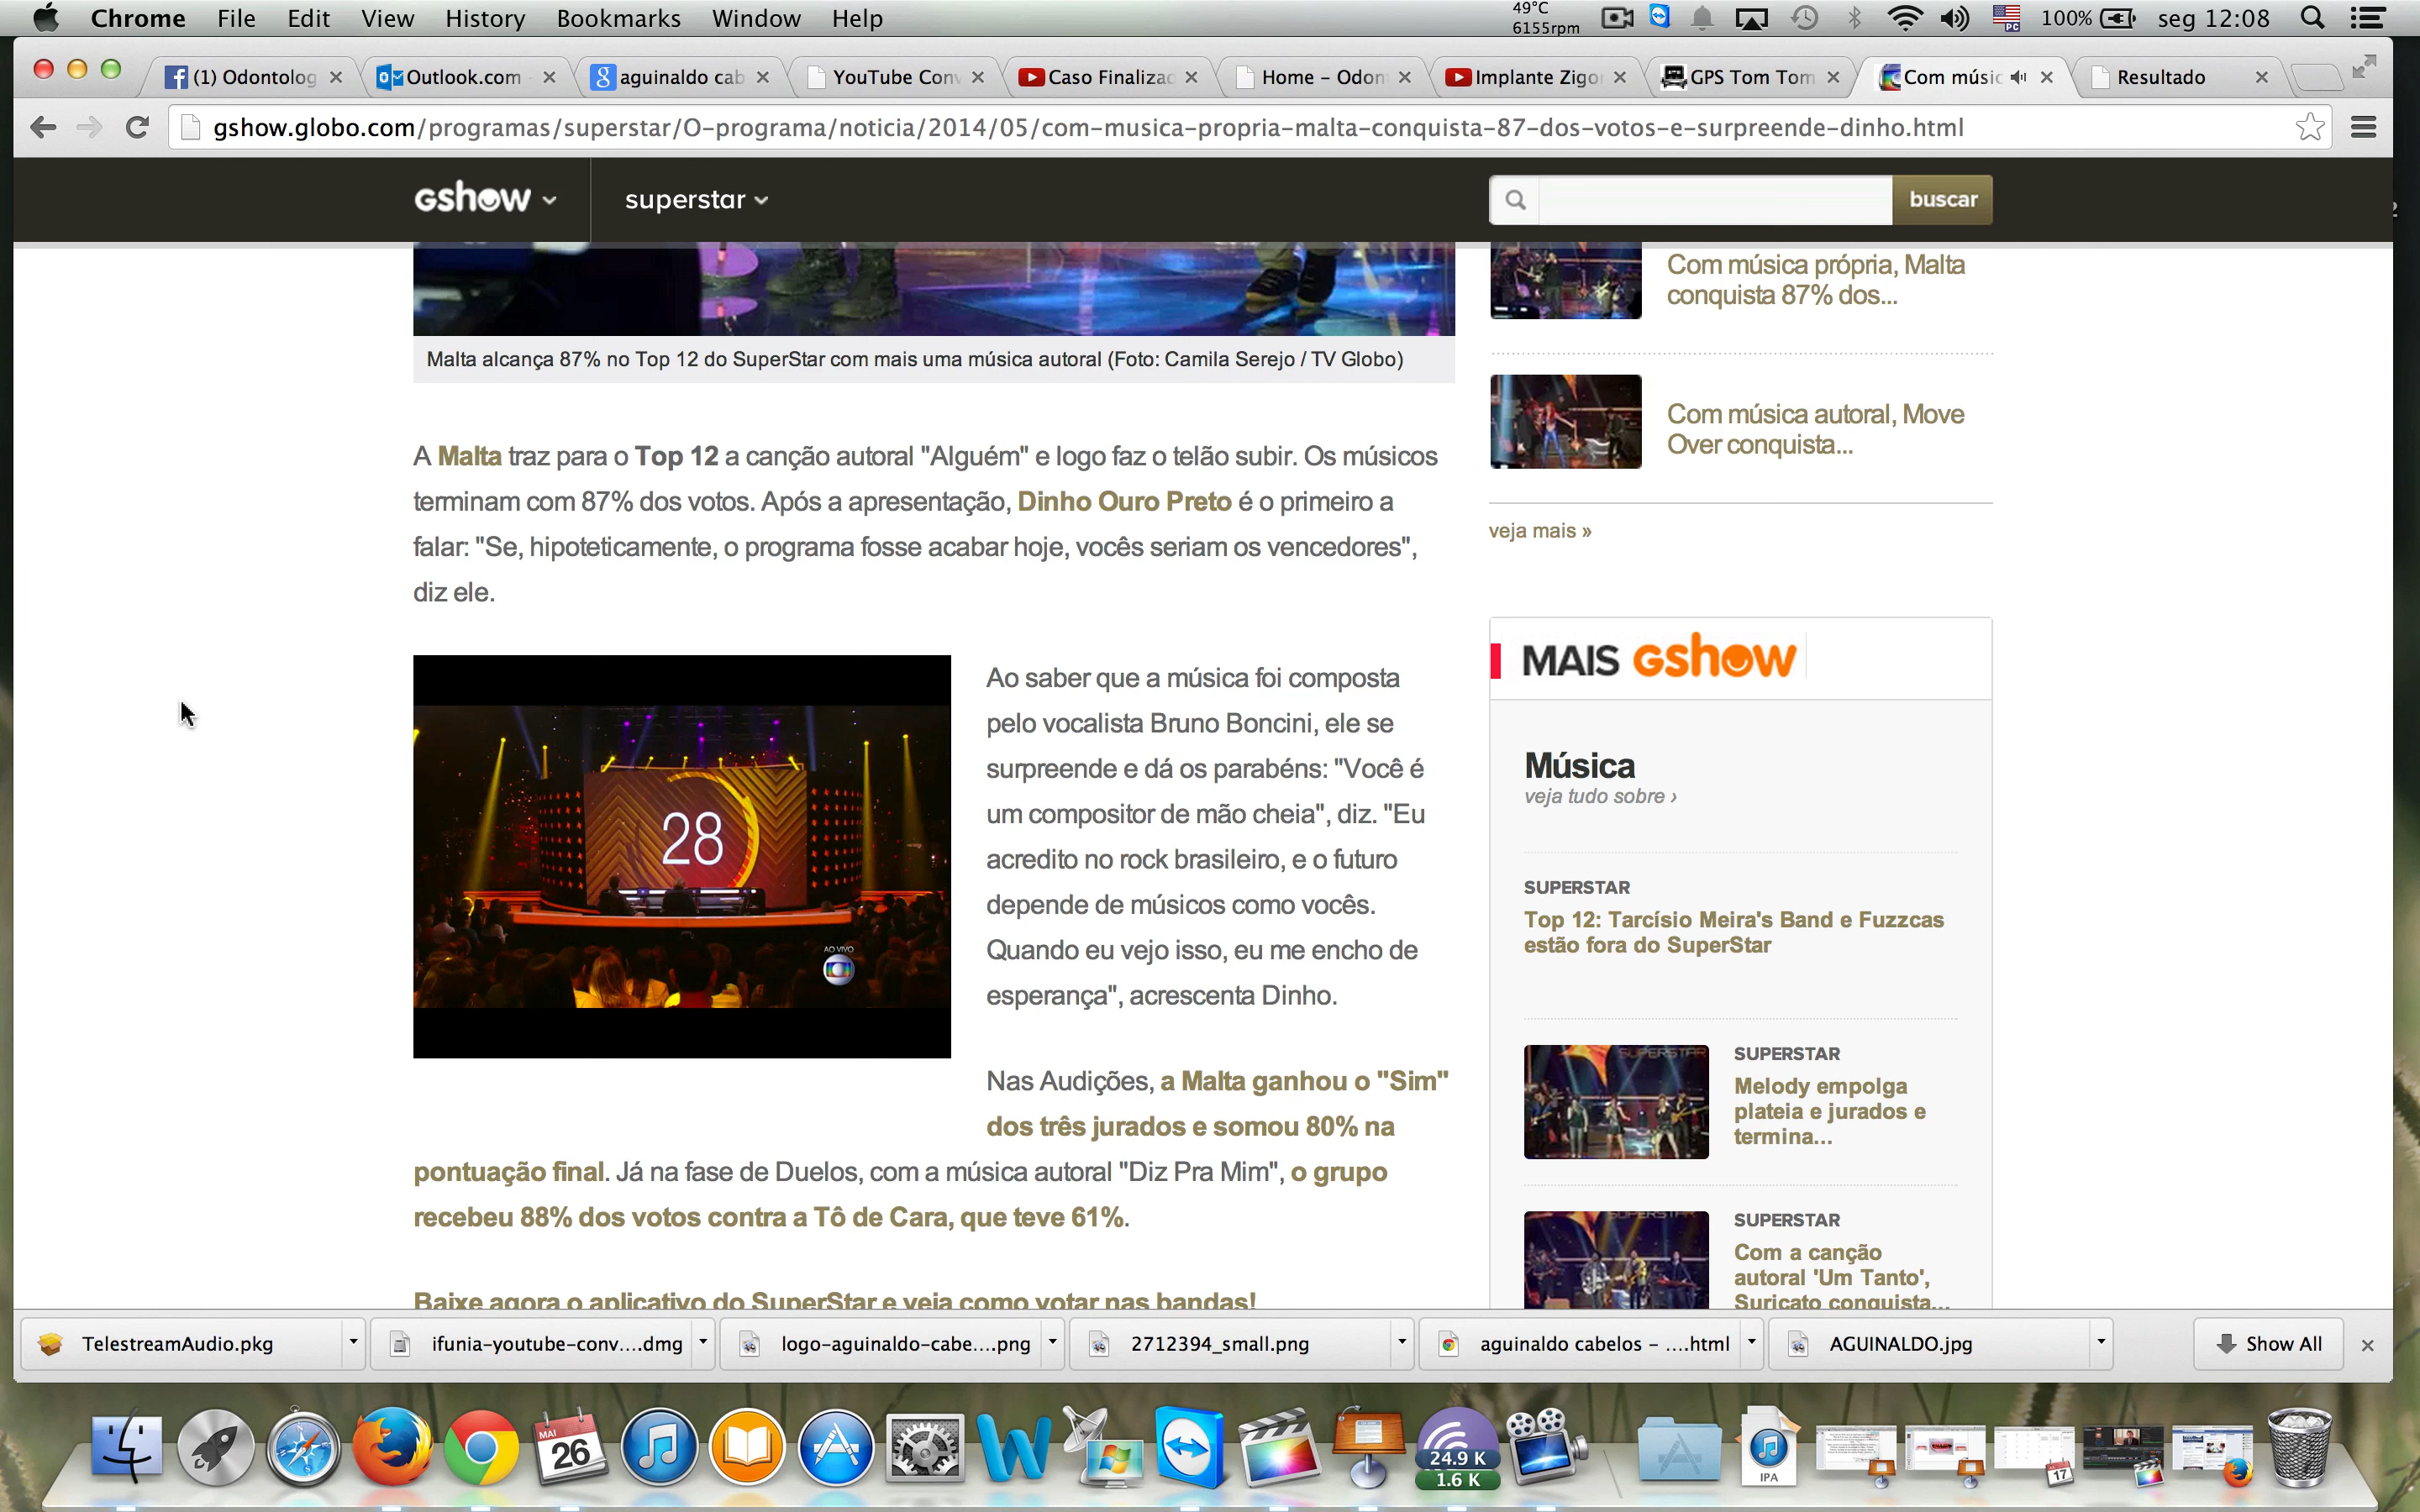 Chrome File Edit View History Bookmarks Window Help
49°C
6155rpm
100% seg 12:08
(1) Odontolog
Outlook.com
aguinaldo cab
YouTube Conv
Caso Finalizac
Home – Odon
Implante Zigo
GPS Tom Tom
Com músic
Resultado
gshow.globo.com/programas/superstar/O-programa/noticia/2014/05/com-musica-propria-malta-conquista-87-dos-votos-e-surpreende-dinho.html
gshow superstar buscar
Malta alcança 87% no Top 12 do SuperStar com mais uma música autoral (Foto: Camila Serejo / TV Globo)
A Malta traz para o Top 12 a canção autoral "Alguém" e logo faz o telão subir. Os músicos
terminam com 87% dos votos. Após a apresentação, Dinho Ouro Preto é o primeiro a
falar: "Se, hipoteticamente, o programa fosse acabar hoje, vocês seriam os vencedores",
diz ele.
28
AO VIVO
Ao saber que a música foi composta
pelo vocalista Bruno Boncini, ele se
surpreende e dá os parabéns: "Você é
um compositor de mão cheia", diz. "Eu
acredito no rock brasileiro, e o futuro
depende de músicos como vocês.
Quando eu vejo isso, eu me encho de
esperança", acrescenta Dinho.
Nas Audições, a Malta ganhou o "Sim"
dos três jurados e somou 80% na
pontuação final. Já na fase de Duelos, com a música autoral "Diz Pra Mim", o grupo
recebeu 88% dos votos contra a Tô de Cara, que teve 61%.
Baixe agora o aplicativo do SuperStar e veja como votar nas bandas!
Com música própria, Malta
conquista 87% dos...
Com música autoral, Move
Over conquista...
veja mais »
MAIS gshow
Música
veja tudo sobre ›
SUPERSTAR
Top 12: Tarcísio Meira's Band e Fuzzcas
estão fora do SuperStar
SUPERSTAR
SUPERSTAR
Melody empolga
plateia e jurados e
termina...
SUPERSTAR
SUPERSTAR
Com a canção
autoral 'Um Tanto',
Suricato conquista...
TelestreamAudio.pkg
ifunia-youtube-conv....dmg
logo-aguinaldo-cabe....png
2712394_small.png
aguinaldo cabelos – ....html
AGUINALDO.jpg
Show All
MAI
26
24.9 K
1.6 K
IPA
17